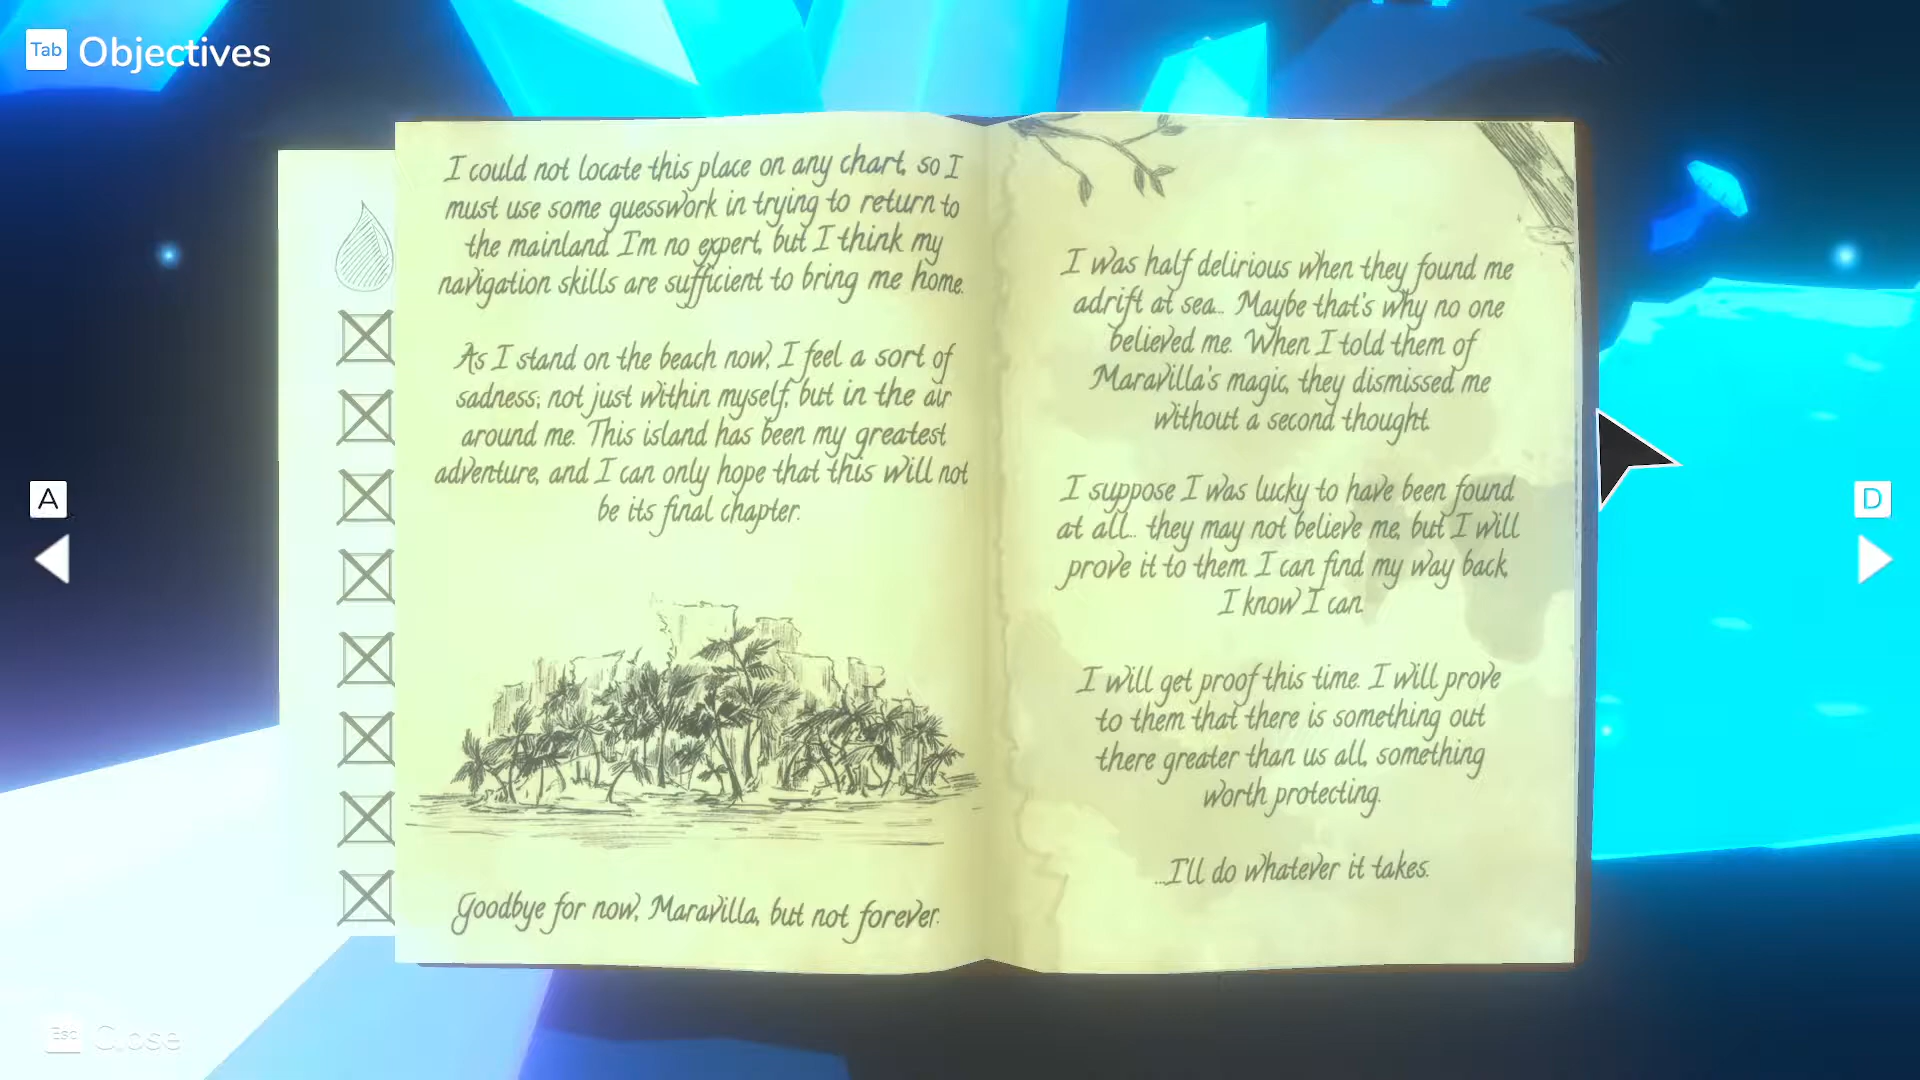 Tab Objectives
I could not locate this place on any chart, so I
must use some guesswork in trying to return to
the mainland. I'm no expert, but I think my
navigation skills are sufficient to bring me home.
As I stand on the beach now, I feel a sort of
sadness; not just within myself, but in the air
around me. This island has been my greatest
adventure, and I can only hope that this will not
be its final chapter.
Goodbye for now, Maravilla, but not forever.
I was half delirious when they found me
adrift at sea... Maybe that's why no one
believed me. When I told them of
Maravilla's magic, they dismissed me
without a second thought.
I suppose I was lucky to have been found
at all... they may not believe me, but I will
prove it to them. I can find my way back,
I know I can.
I will get proof this time. I will prove
to them that there is something out
there greater than us all, something
worth protecting.
...I'll do whatever it takes.
A
D
Esc Close